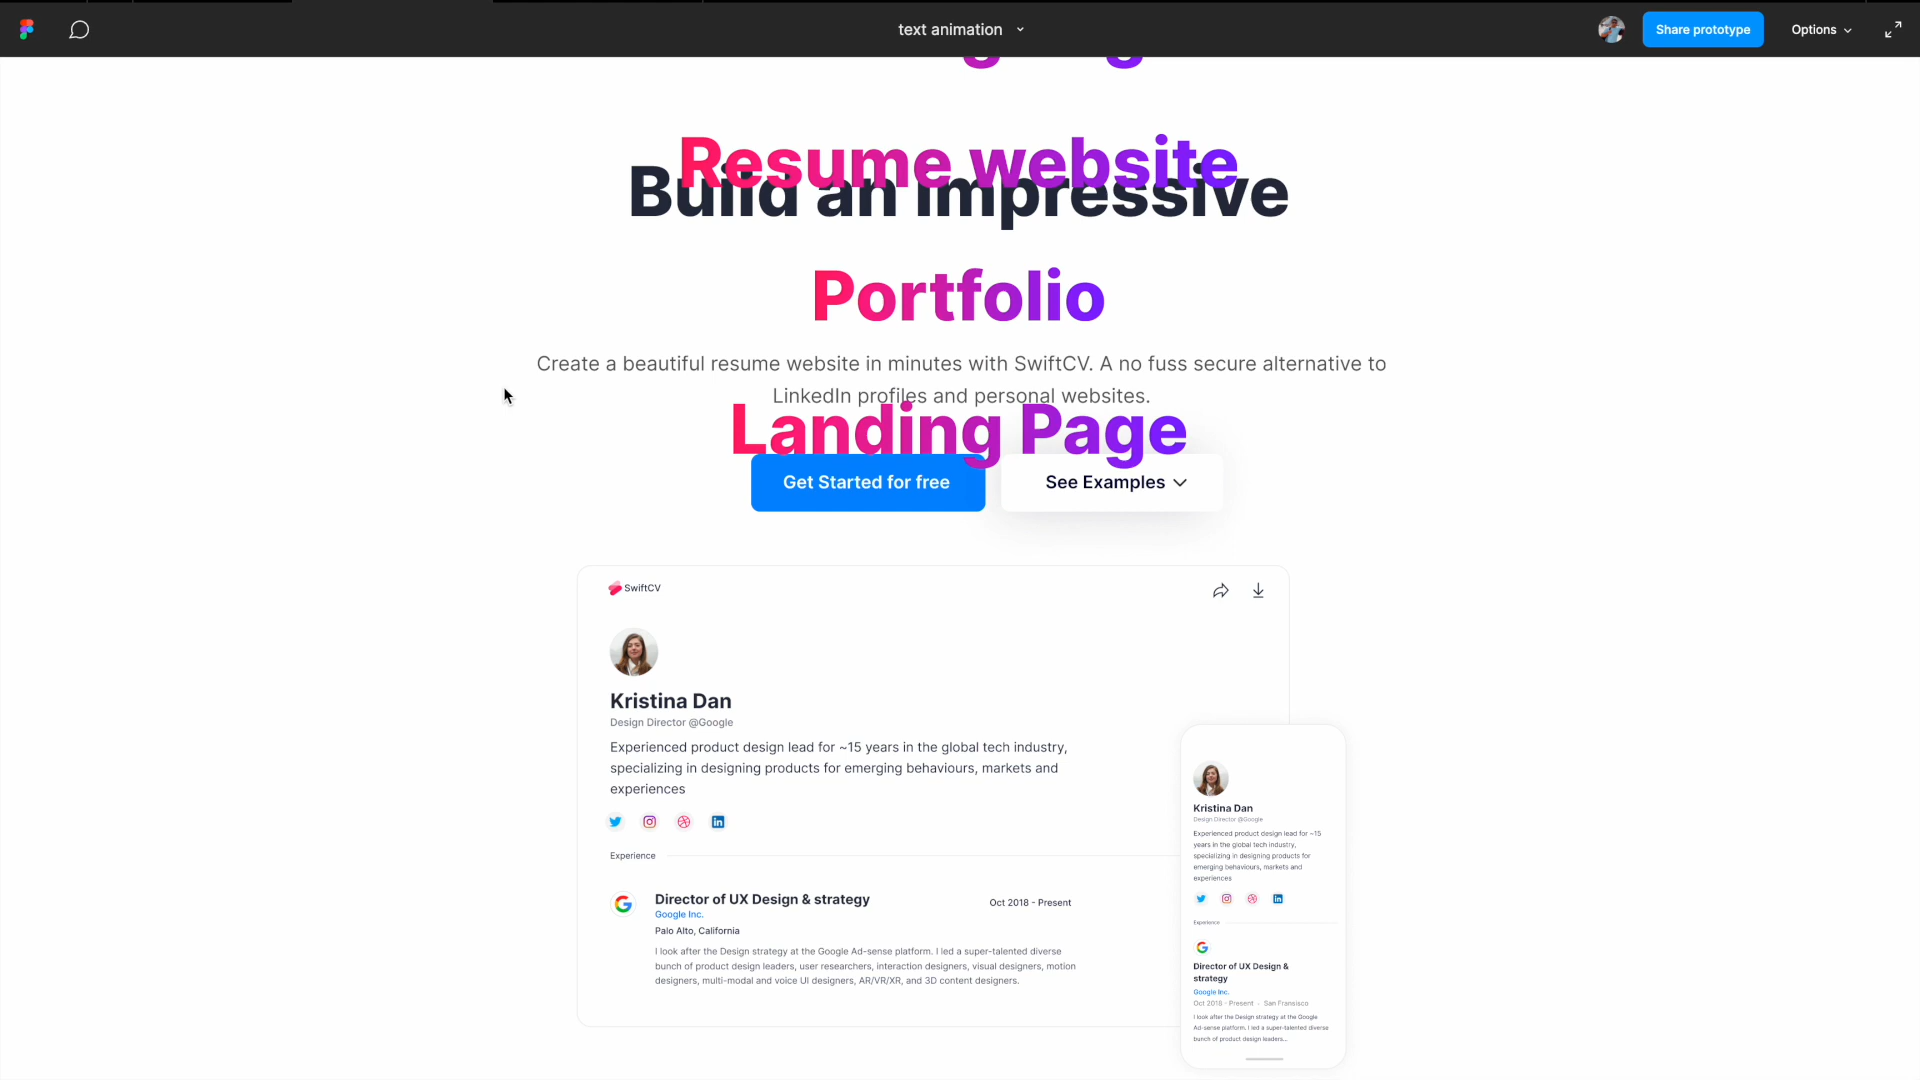 text animation
Share prototype
Options
Resume website
Build an impressive
Portfolio
Create a beautiful resume website in minutes with SwiftCV. A no fuss secure alternative to
LinkedIn profiles and personal websites.
Landing Page
Get Started for free
See Examples
SwiftCV
Kristina Dan
Design Director @Google
Experienced product design lead for ~15 years in the global tech industry,
specializing in designing products for emerging behaviours, markets and
experiences
Experience
Director of UX Design & strategy
Oct 2018 - Present
Google Inc.
Palo Alto, California
I look after the Design strategy at the Google Ad-sense platform. I led a super-talented diverse
bunch of product design leaders, user researchers, interaction designers, visual designers, motion
designers, multi-modal and voice UI designers, AR/VR/XR, and 3D content designers.
Kristina Dan
Design Director @Google
Experienced product design lead for ~15
years in the global tech industry,
specializing in designing products for
emerging behaviours, markets and
experiences
Experience
Director of UX Design &
strategy
Google Inc.
Oct 2018 - Present - San Fransisco
I look after the Design strategy at the Google
Ad-sense platform. I led a super-talented diverse
bunch of product design leaders...